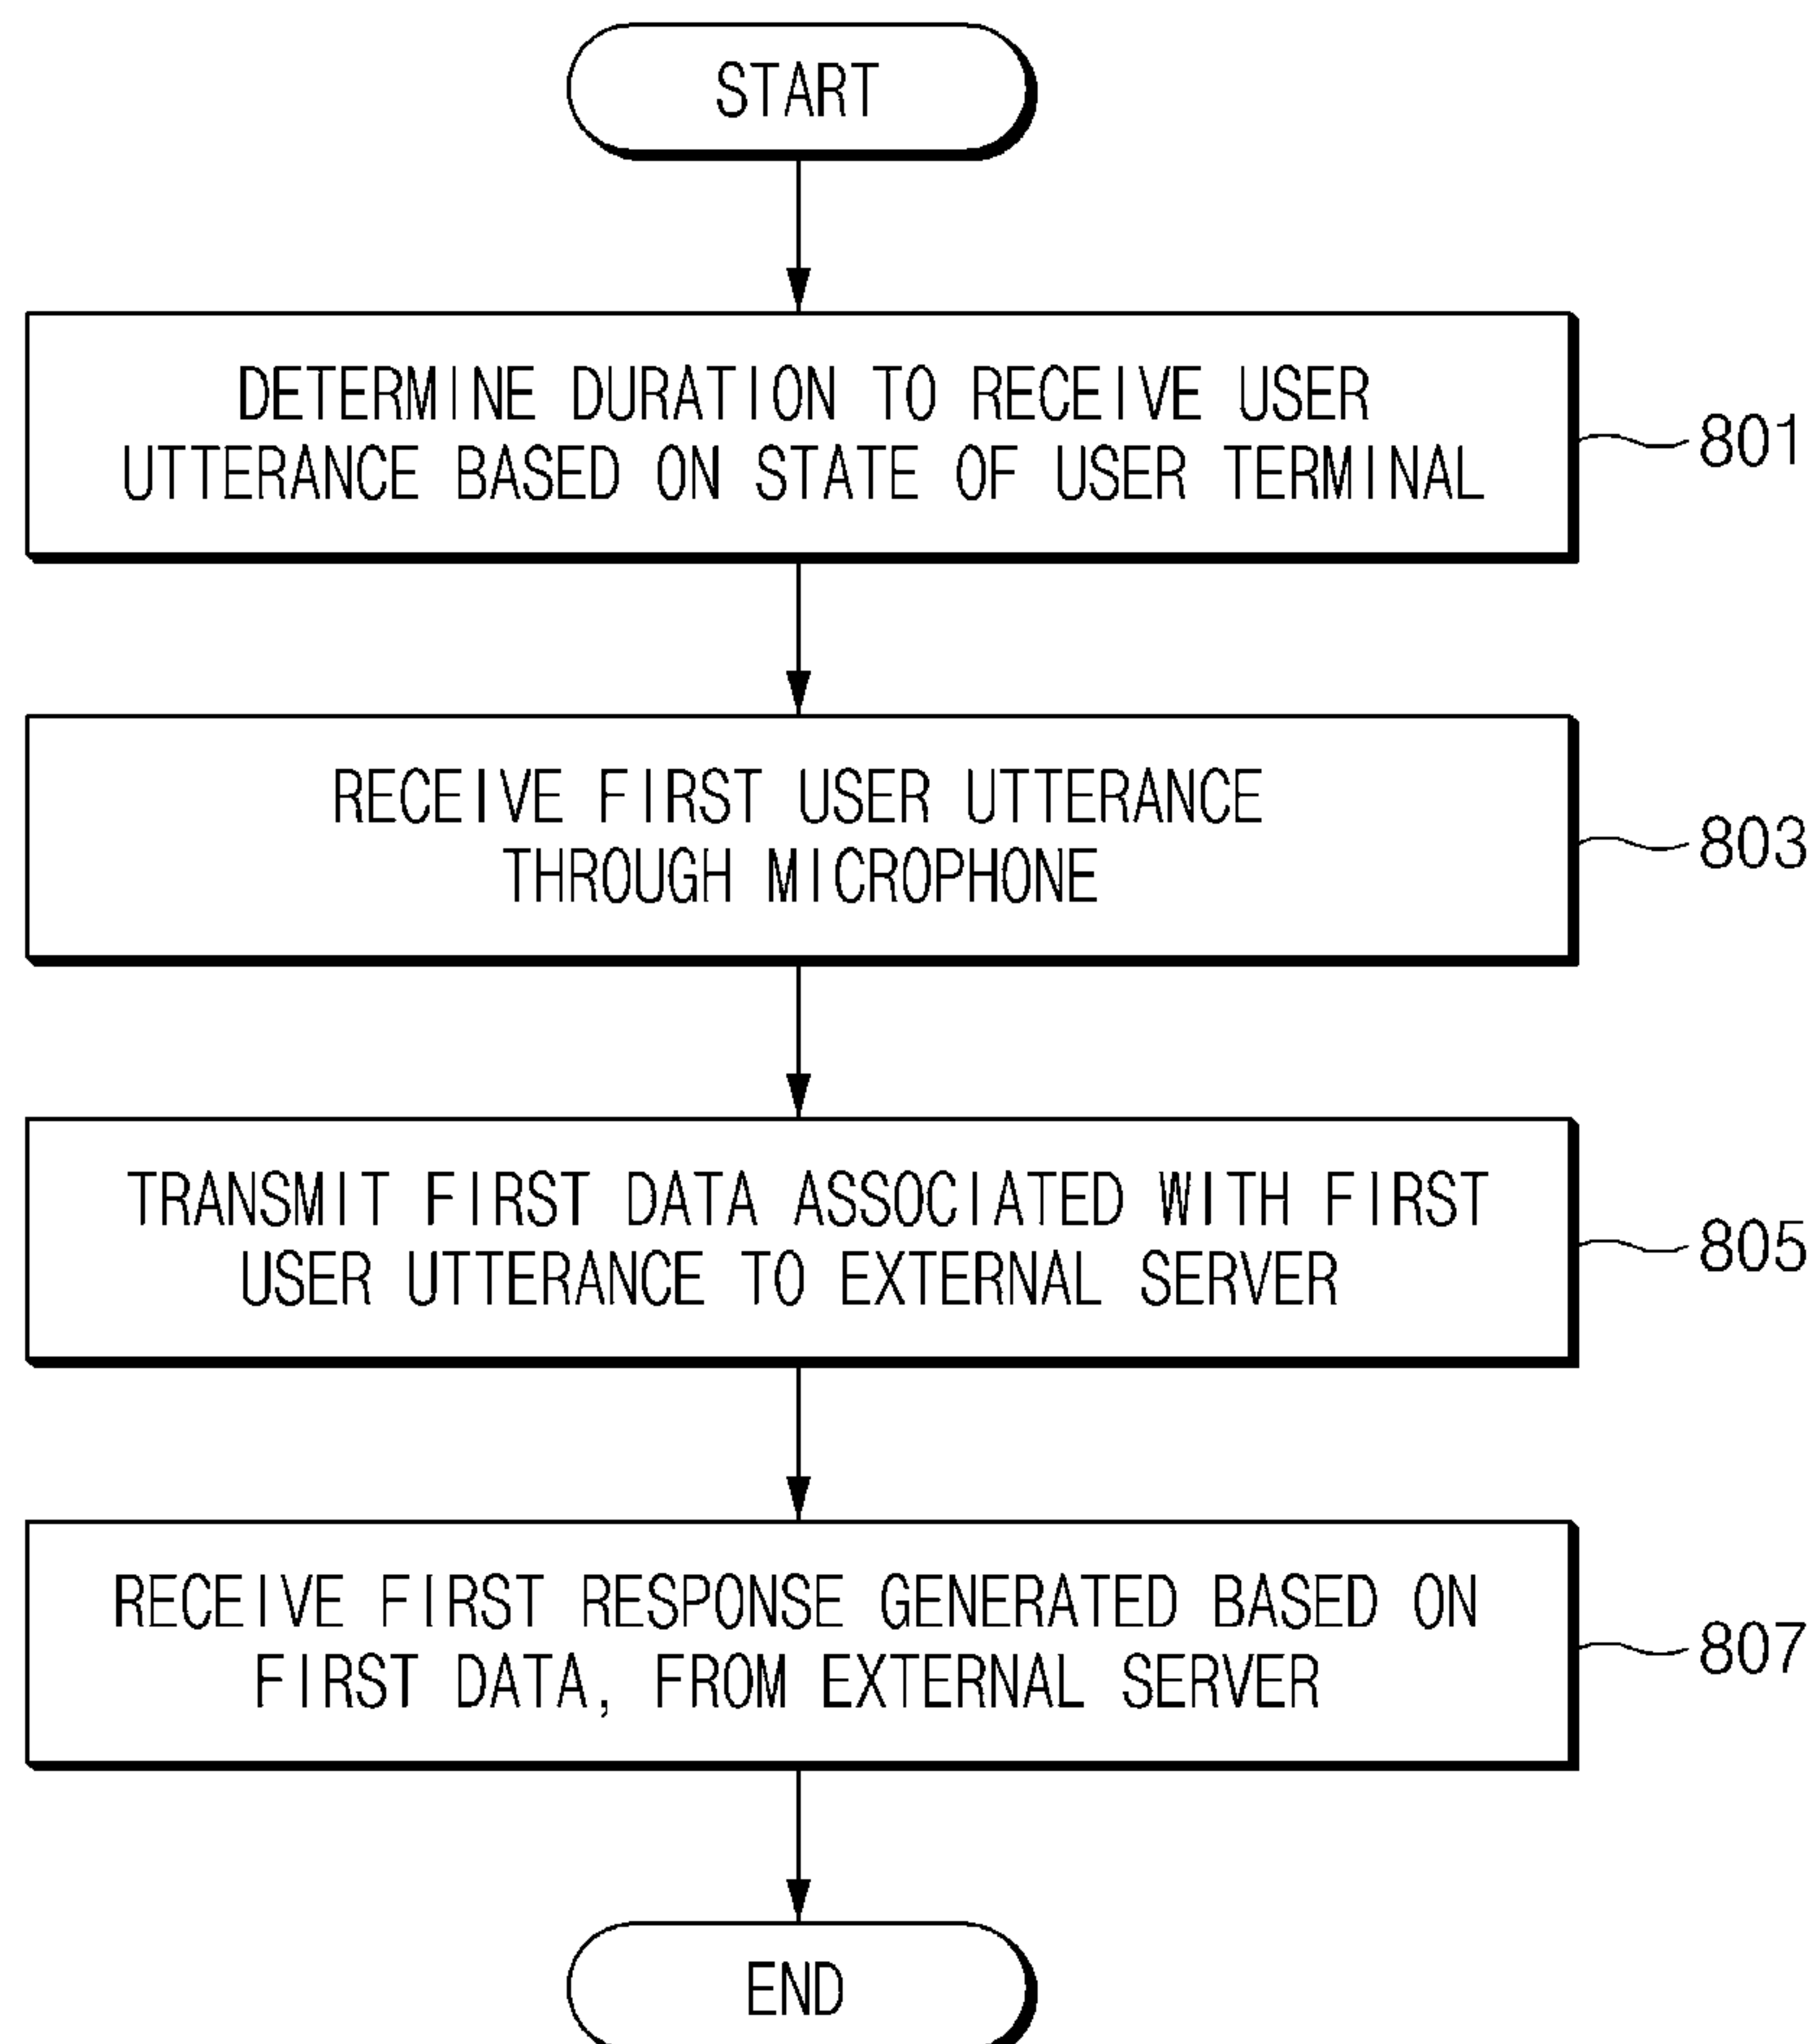 START
DETERMINE DURATION TO RECEIVE USER
UTTERANCE BASED ON STATE OF USER TERMINAL
801
RECEIVE FIRST USER UTTERANCE
THROUGH MICROPHONE
803
TRANSMIT FIRST DATA ASSOCIATED WITH FIRST
USER UTTERANCE TO EXTERNAL SERVER
805
RECEIVE FIRST RESPONSE GENERATED BASED ON
FIRST DATA, FROM EXTERNAL SERVER
807
END